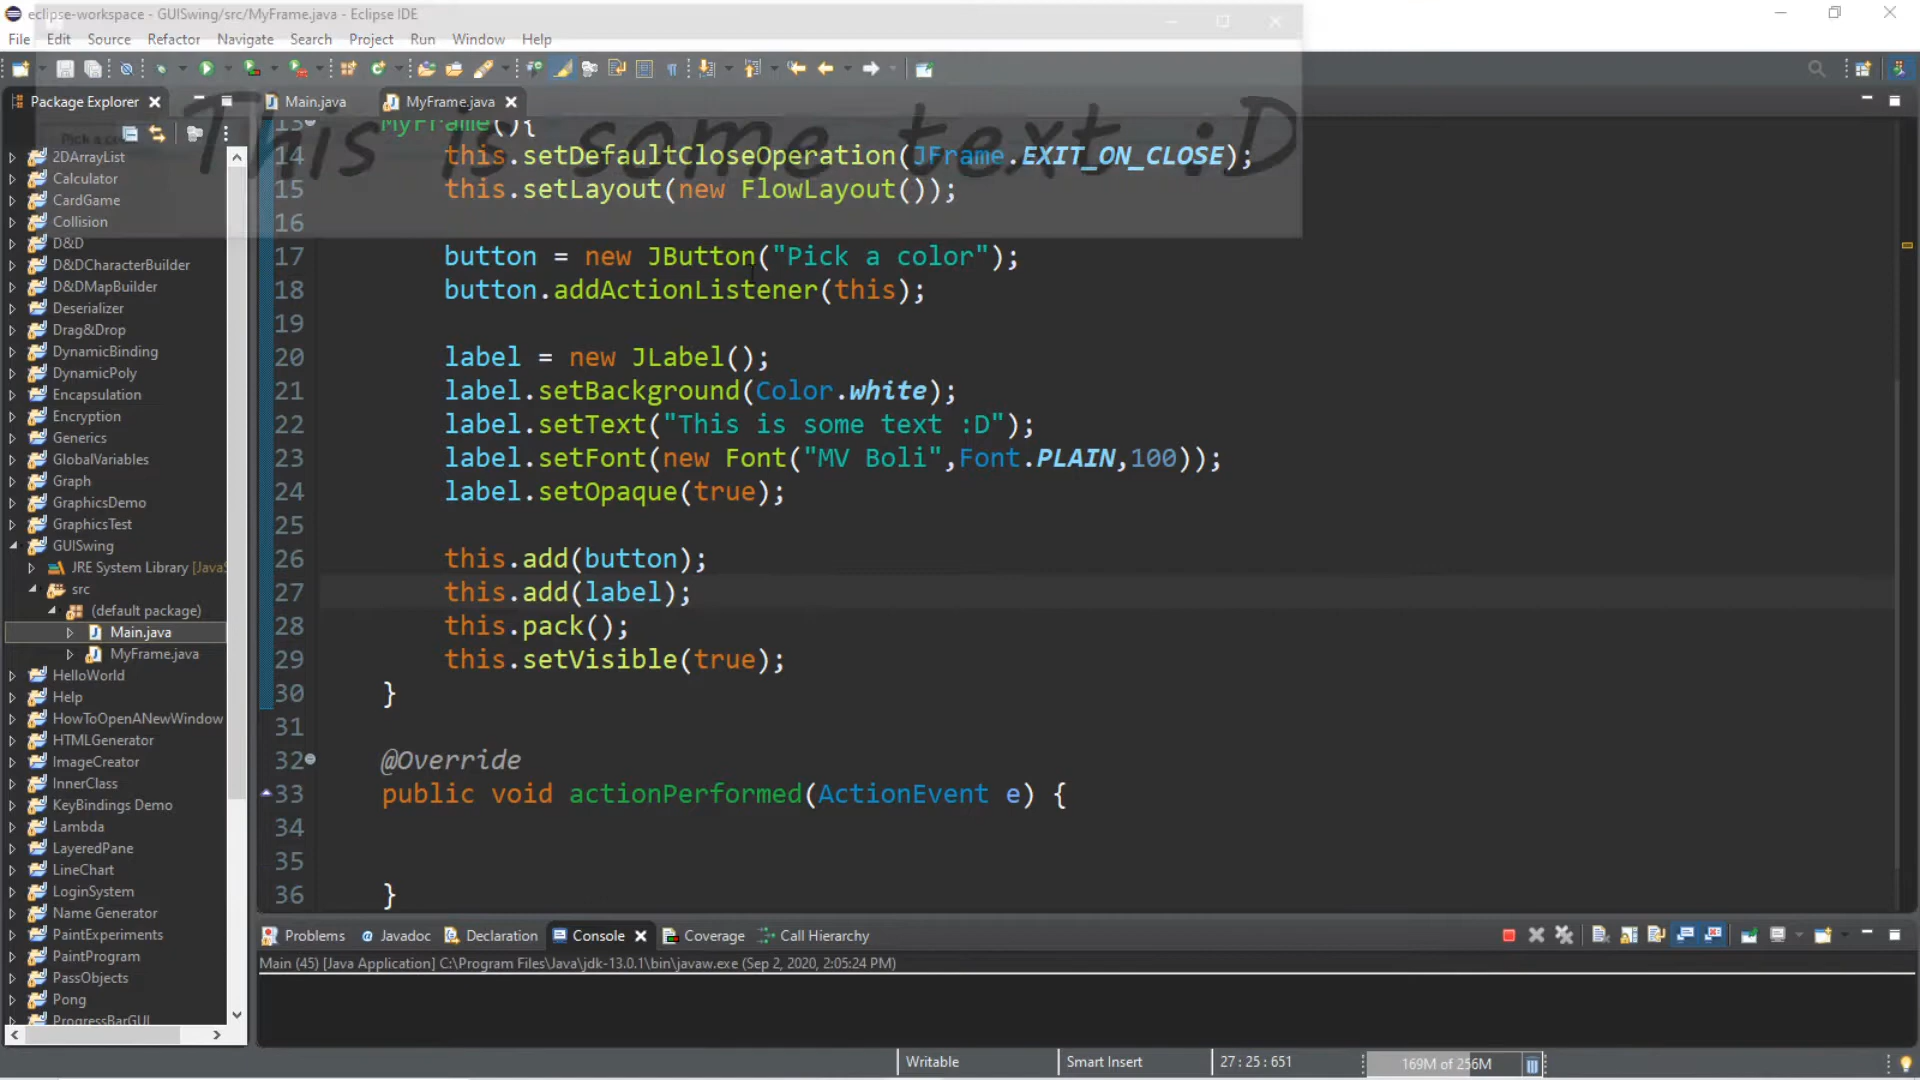 eclipse-workspace - GUISwing/src/MyFrame.java - Eclipse IDE
File Edit Source Refactor Navigate Search Project Run Window Help
Package Explorer
Main.java
MyFrame.java
This is some text :D
2DArrayList
Calculator
CardGame
Collision
D&D
D&DCharacterBuilder
D&DMapBuilder
Deserializer
Drag&Drop
DynamicBinding
DynamicPoly
Encapsulation
Encryption
Generics
GlobalVariables
Graph
GraphicsDemo
GraphicsTest
GUISwing
JRE System Library [Java
src
(default package)
Main.java
MyFrame.java
HelloWorld
Help
HowToOpenANewWindow
HTMLGenerator
ImageCreator
InnerClass
KeyBindings Demo
Lambda
LayeredPane
LineChart
LoginSystem
Name Generator
PaintExperiments
PaintProgram
PassObjects
Pong
ProgressBarGUI
13 MyFrame(){
14 this.setDefaultCloseOperation(JFrame.EXIT_ON_CLOSE);
15 this.setLayout(new FlowLayout());
16
17 button = new JButton("Pick a color");
18 button.addActionListener(this);
19
20 label = new JLabel();
21 label.setBackground(Color.white);
22 label.setText("This is some text :D");
23 label.setFont(new Font("MV Boli",Font.PLAIN,100));
24 label.setOpaque(true);
25
26 this.add(button);
27 this.add(label);
28 this.pack();
29 this.setVisible(true);
30 }
31
32 @Override
33 public void actionPerformed(ActionEvent e) {
34
35
36 }
Problems Javadoc Declaration Console Coverage Call Hierarchy
Main (45) [Java Application] C:\Program Files\Java\jdk-13.0.1\bin\javaw.exe (Sep 2, 2020, 2:05:24 PM)
Writable Smart Insert 27 : 25 : 651 169M of 256M